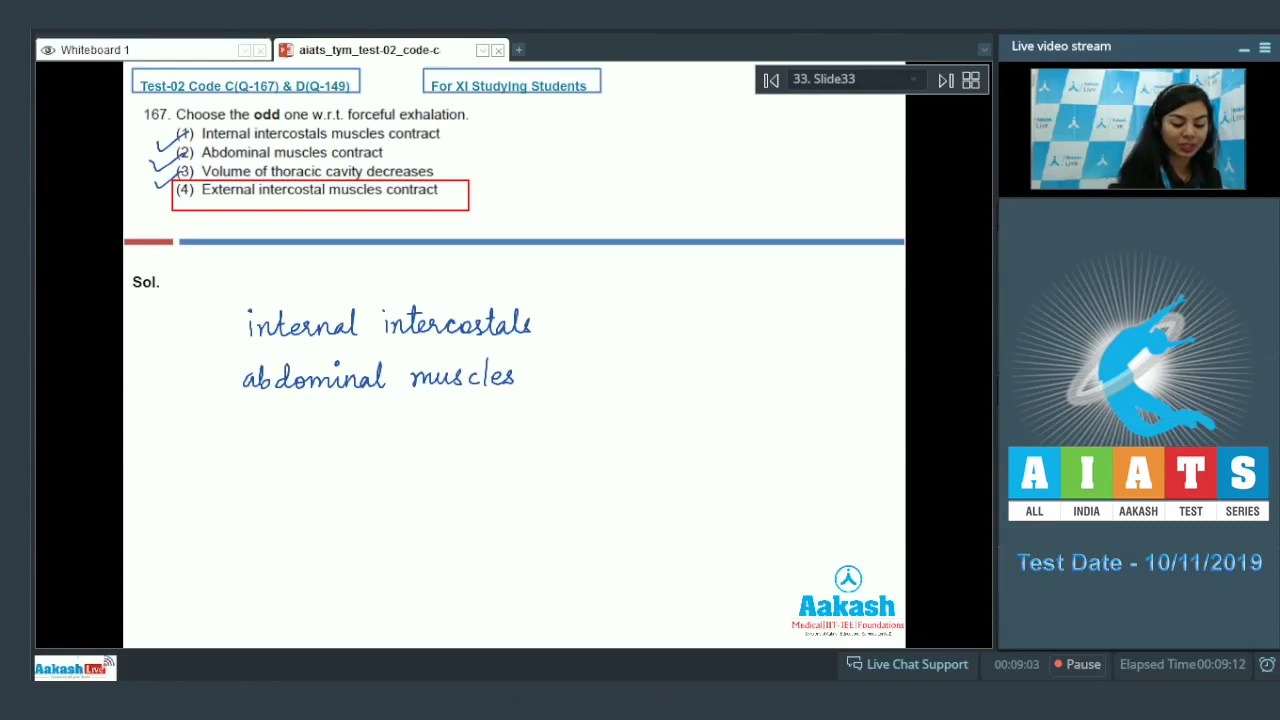 Whiteboard 1
aiats_tym_test-02_code-c
Live video stream
Test-02 Code C(Q-167) & D(Q-149)
For XI Studying Students
33. Slide33
167. Choose the odd one w.r.t. forceful exhalation.
(1) Internal intercostals muscles contract
(2) Abdominal muscles contract
(3) Volume of thoracic cavity decreases
(4) External intercostal muscles contract
Sol.
internal intercostals
abdominal muscles
A I A T S
ALL INDIA AAKASH TEST SERIES
Test Date - 10/11/2019
Aakash
Medical|IIT-JEE|Foundations
Aakash Live
Live Chat Support
00:09:03
Pause
Elapsed Time 00:09:12